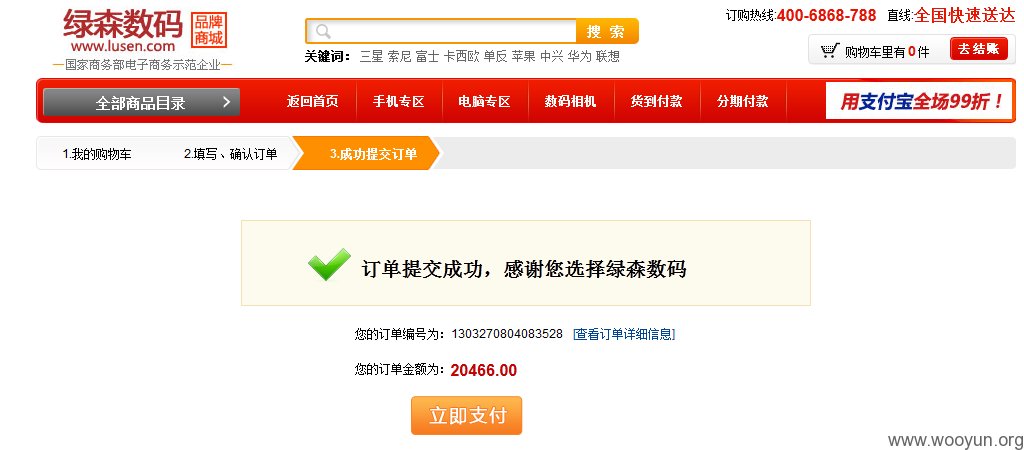 绿森数码 品牌商城
www.lusen.com
—国家商务部电子商务示范企业—
搜 索
关键词： 三星 索尼 富士 卡西欧 单反 苹果 中兴 华为 联想
订购热线:400-6868-788 直线:全国快速送达
购物车里有 0 件 去结账
全部商品目录 返回首页 手机专区 电脑专区 数码相机 货到付款 分期付款 用支付宝全场99折！
1.我的购物车 2.填写、确认订单 3.成功提交订单
订单提交成功，感谢您选择绿森数码
您的订单编号为：1303270804083528 [查看订单详细信息]
您的订单金额为：20466.00
立即支付
www.wooyun.org